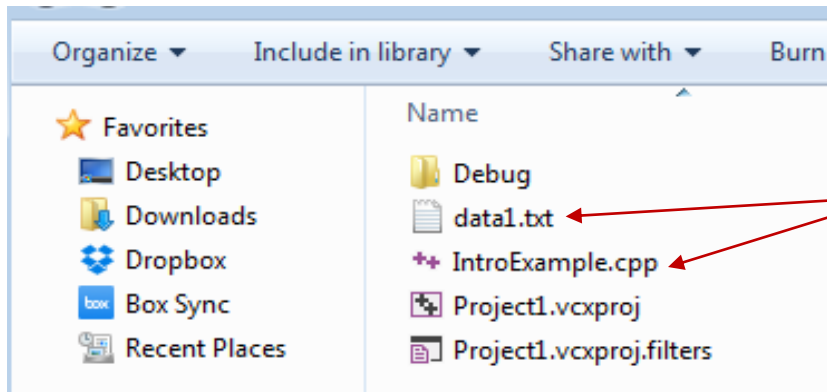 Organize Include in library Share with Burn
Favorites
Desktop
Downloads
Dropbox
box Box Sync
Recent Places
Name
Debug
data1.txt
++ IntroExample.cpp
Project1.vcxproj
Project1.vcxproj.filters